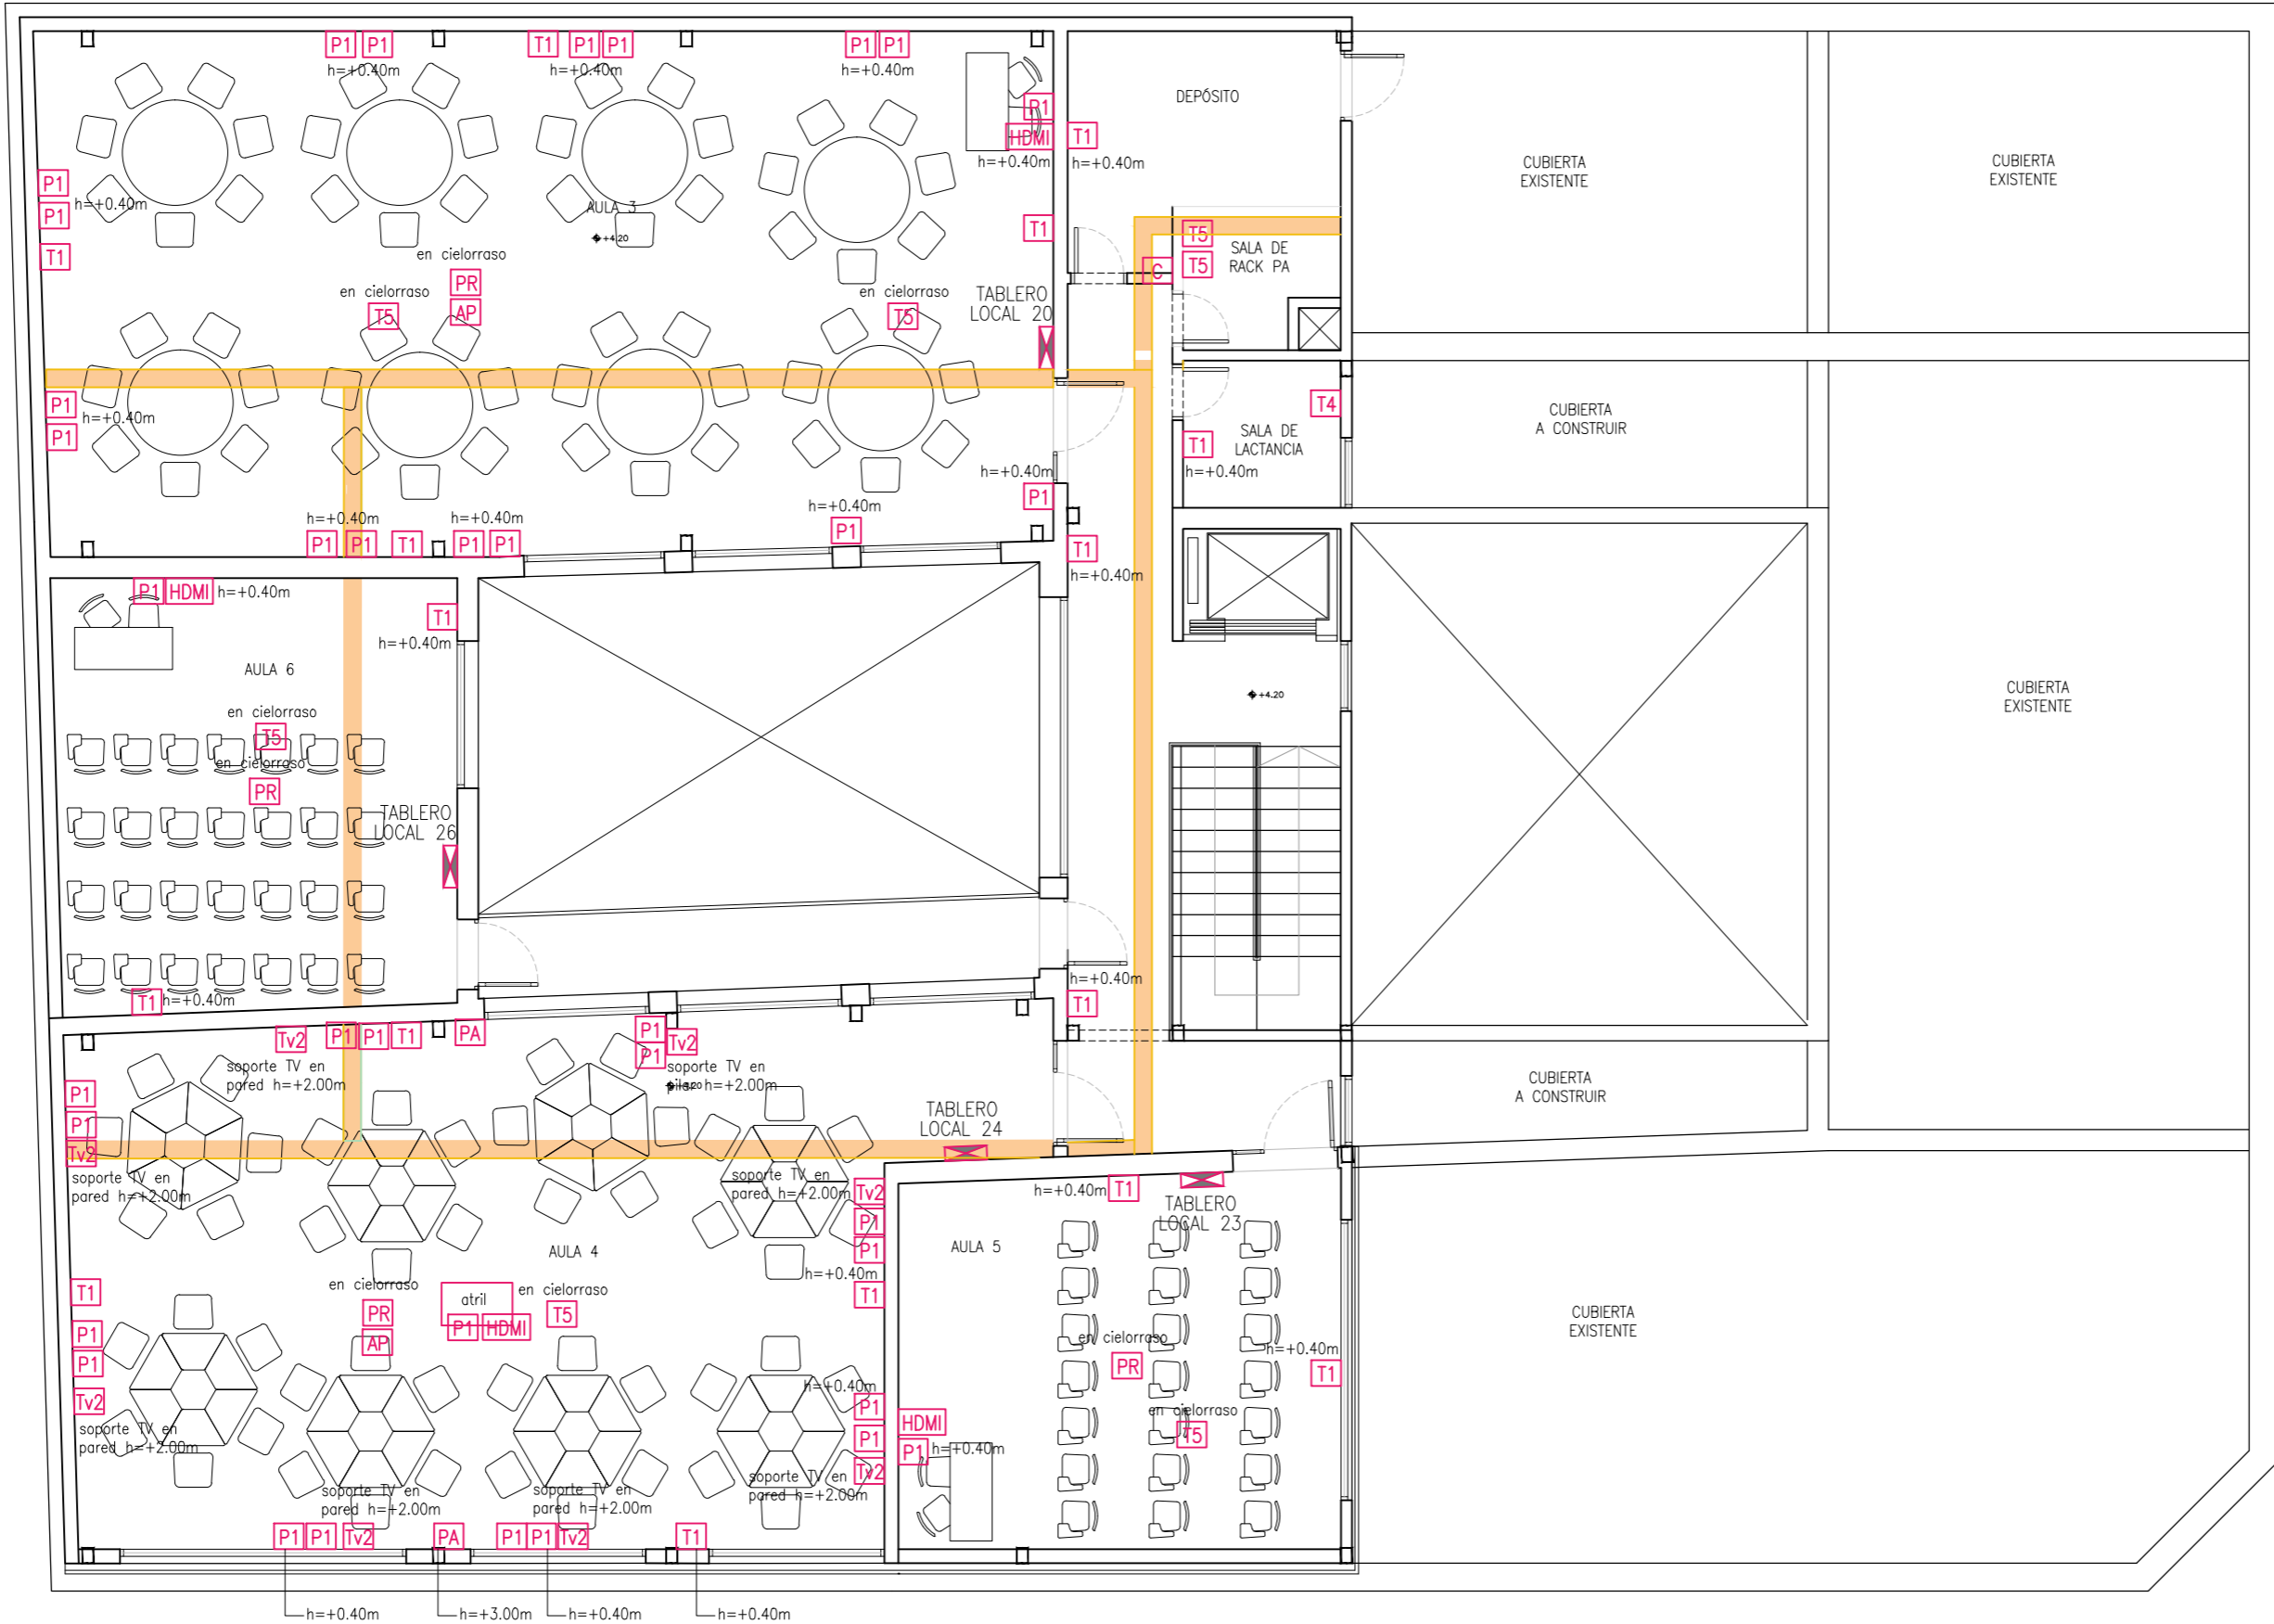 P1 P1
T1 P1 P1
P1 P1
h=+0.40m
h=+0.40m
h=+0.40m
DEPÓSITO
P1
HDMI
T1
h=+0.40m
h=+0.40m
CUBIERTA
EXISTENTE
CUBIERTA
EXISTENTE
P1
h=+0.40m
P1
T1
AULA 3
+4.20
T1
en cielorraso
PR
AP
en cielorraso
T5
en cielorraso
T5
TABLERO
LOCAL 20
T5
T5
SALA DE
RACK PA
C
P1
h=+0.40m
P1
T4
SALA DE
LACTANCIA
T1
h=+0.40m
CUBIERTA
A CONSTRUIR
h=+0.40m
P1
h=+0.40m
P1
h=+0.40m
h=+0.40m
P1 P1 T1 P1 P1
T1
h=+0.40m
P1 HDMI h=+0.40m
T1
h=+0.40m
AULA 6
en cielorraso
T5
en cielorraso
PR
TABLERO
LOCAL 26
+4.20
CUBIERTA
EXISTENTE
T1 h=+0.40m
h=+0.40m
T1
Tv2 P1 P1 T1 PA
P1
P1
Tv2
soporte TV en
pared h=+2.00m
soporte TV en
pilar h=+2.00m
P1
P1
Tv2
soporte TV en
pared h=+2.00m
TABLERO
LOCAL 24
CUBIERTA
A CONSTRUIR
soporte TV en
pared h=+2.00m
Tv2
P1
P1
h=+0.40m
T1
h=+0.40m T1
TABLERO
LOCAL 23
AULA 4
AULA 5
T1
P1
P1
Tv2
soporte TV en
pared h=+2.00m
en cielorraso
PR
AP
atril
P1 HDMI
en cielorraso
T5
CUBIERTA
EXISTENTE
en cielorraso
PR
h=+0.40m
T1
h=+0.40m
P1
P1
Tv2
HDMI
P1 h=+0.40m
en cielorraso
T5
soporte TV en
pared h=+2.00m
soporte TV en
pared h=+2.00m
soporte TV en
pared h=+2.00m
P1 P1 Tv2 PA P1 P1 Tv2 T1
h=+0.40m
h=+3.00m
h=+0.40m
h=+0.40m